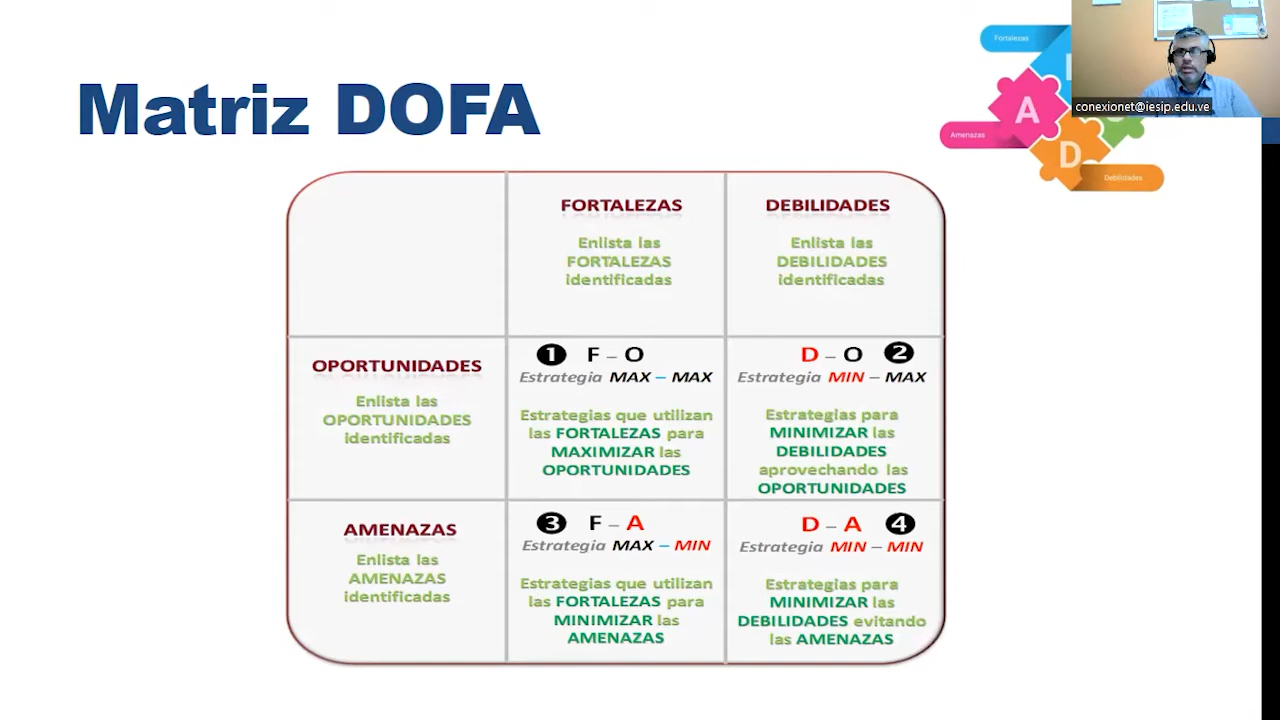 Matriz DOFA
Fortalezas
A
Amenazas
D
Debilidades
conexionet@iesip.edu.ve
FORTALEZAS
Enlista las
FORTALEZAS
identificadas
DEBILIDADES
Enlista las
DEBILIDADES
identificadas
OPORTUNIDADES
Enlista las
OPORTUNIDADES
identificadas
1 F – O
Estrategia MAX – MAX
Estrategias que utilizan
las FORTALEZAS para
MAXIMIZAR las
OPORTUNIDADES
D – O 2
Estrategia MIN – MAX
Estrategias para
MINIMIZAR las
DEBILIDADES
aprovechando las
OPORTUNIDADES
AMENAZAS
Enlista las
AMENAZAS
identificadas
3 F – A
Estrategia MAX – MIN
Estrategias que utilizan
las FORTALEZAS para
MINIMIZAR las
AMENAZAS
D – A 4
Estrategia MIN – MIN
Estrategias para
MINIMIZAR las
DEBILIDADES evitando
las AMENAZAS